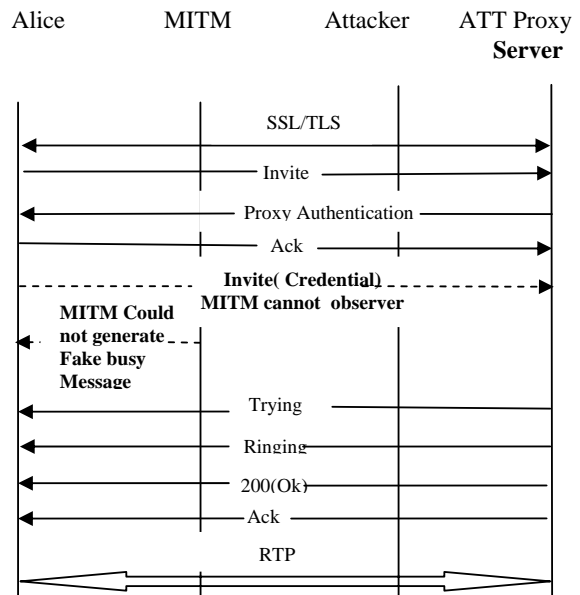 Alice MITM Attacker ATT Proxy
Server
SSL/TLS
Invite
Proxy Authentication
Ack
Invite( Credential)
MITM cannot observer
MITM Could
not generate
Fake busy
Message
Trying
Ringing
200(Ok)
Ack
RTP